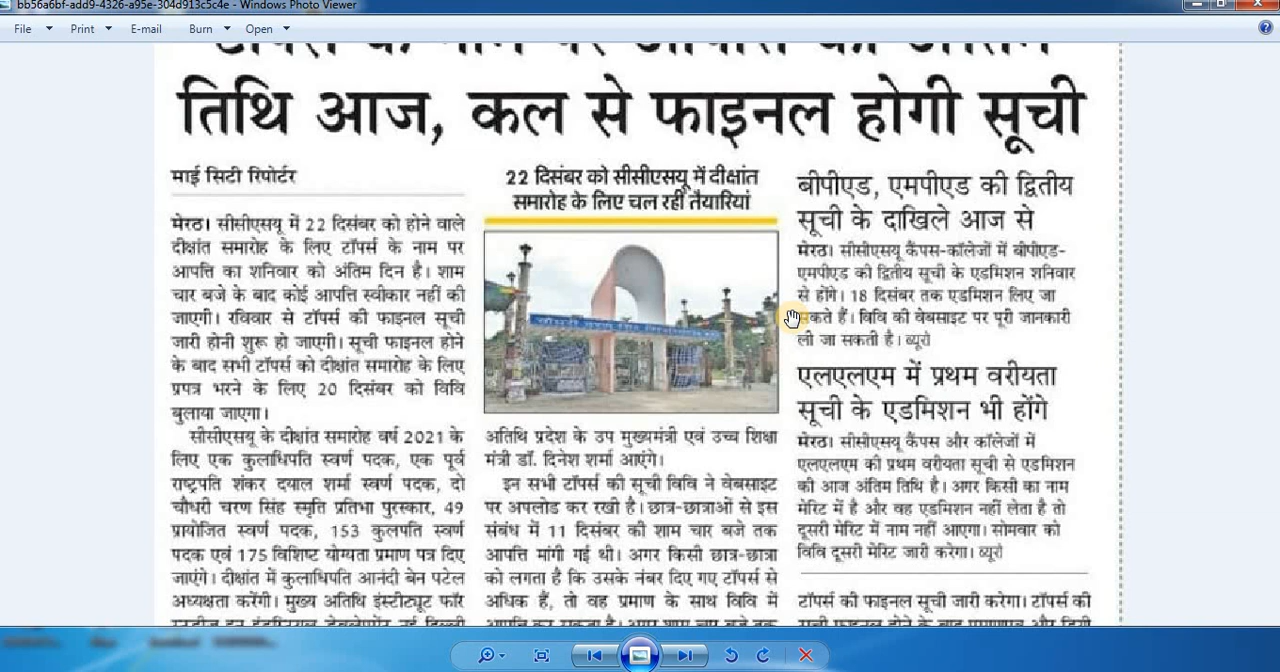 bb56a6bf-add9-4326-a95e-304d913c5c4e - Windows Photo Viewer
File Print E-mail Burn Open
टॉपर्स के नाम पर आपत्ति की अंतिम
तिथि आज, कल से फाइनल होगी सूची
माई सिटी रिपोर्टर
मेरठ। सीसीएसयू में 22 दिसंबर को होने वाले
दीक्षांत समारोह के लिए टॉपर्स के नाम पर
आपत्ति का शनिवार को अंतिम दिन है। शाम
चार बजे के बाद कोई आपत्ति स्वीकार नहीं की
जाएगी। रविवार से टॉपर्स की फाइनल सूची
जारी होनी शुरू हो जाएगी। सूची फाइनल होने
के बाद सभी टॉपर्स को दीक्षांत समारोह के लिए
प्रपत्र भरने के लिए 20 दिसंबर को विवि
बुलाया जाएगा।
सीसीएसयू के दीक्षांत समारोह वर्ष 2021 के
लिए एक कुलाधिपति स्वर्ण पदक, एक पूर्व
राष्ट्रपति शंकर दयाल शर्मा स्वर्ण पदक, दो
चौधरी चरण सिंह स्मृति प्रतिभा पुरस्कार, 49
प्रायोजित स्वर्ण पदक, 153 कुलपति स्वर्ण
पदक एवं 175 विशिष्ट योग्यता प्रमाण पत्र दिए
जाएंगे। दीक्षांत में कुलाधिपति आनंदी बेन पटेल
अध्यक्षता करेंगी। मुख्य अतिथि इंस्टीट्यूट फॉर
22 दिसंबर को सीसीएसयू में दीक्षांत
समारोह के लिए चल रहीं तैयारियां
अतिथि प्रदेश के उप मुख्यमंत्री एवं उच्च शिक्षा
मंत्री डॉ. दिनेश शर्मा आएंगे।
इन सभी टॉपर्स की सूची विवि ने वेबसाइट
पर अपलोड कर रखी है। छात्र-छात्राओं से इस
संबंध में 11 दिसंबर की शाम चार बजे तक
आपत्ति मांगी गई थी। अगर किसी छात्र-छात्रा
को लगता है कि उसके नंबर दिए गए टॉपर्स से
अधिक हैं, तो वह प्रमाण के साथ विवि में
बीपीएड, एमपीएड की द्वितीय
सूची के दाखिले आज से
मेरठ। सीसीएसयू कैंपस-कॉलेजों में बीपीएड-
एमपीएड की द्वितीय सूची के एडमिशन शनिवार
से होंगे। 18 दिसंबर तक एडमिशन लिए जा
सकते हैं। विवि की वेबसाइट पर पूरी जानकारी
ली जा सकती है। ब्यूरो
एलएलएम में प्रथम वरीयता
सूची के एडमिशन भी होंगे
मेरठ। सीसीएसयू कैंपस और कॉलेजों में
एलएलएम की प्रथम वरीयता सूची से एडमिशन
की आज अंतिम तिथि है। अगर किसी का नाम
मेरिट में है और वह एडमिशन नहीं लेता है तो
दूसरी मेरिट में नाम नहीं आएगा। सोमवार को
विवि दूसरी मेरिट जारी करेगा। ब्यूरो
टॉपर्स की फाइनल सूची जारी करेगा। टॉपर्स की